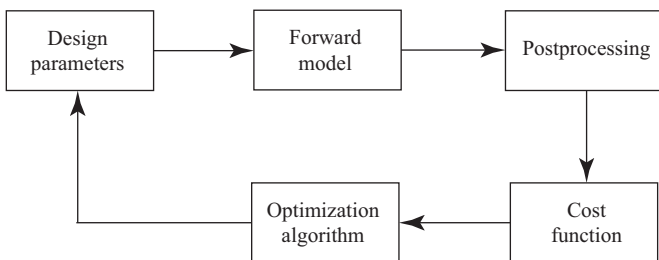 Design
parameters
Forward
model
Postprocessing
Optimization
algorithm
Cost
function